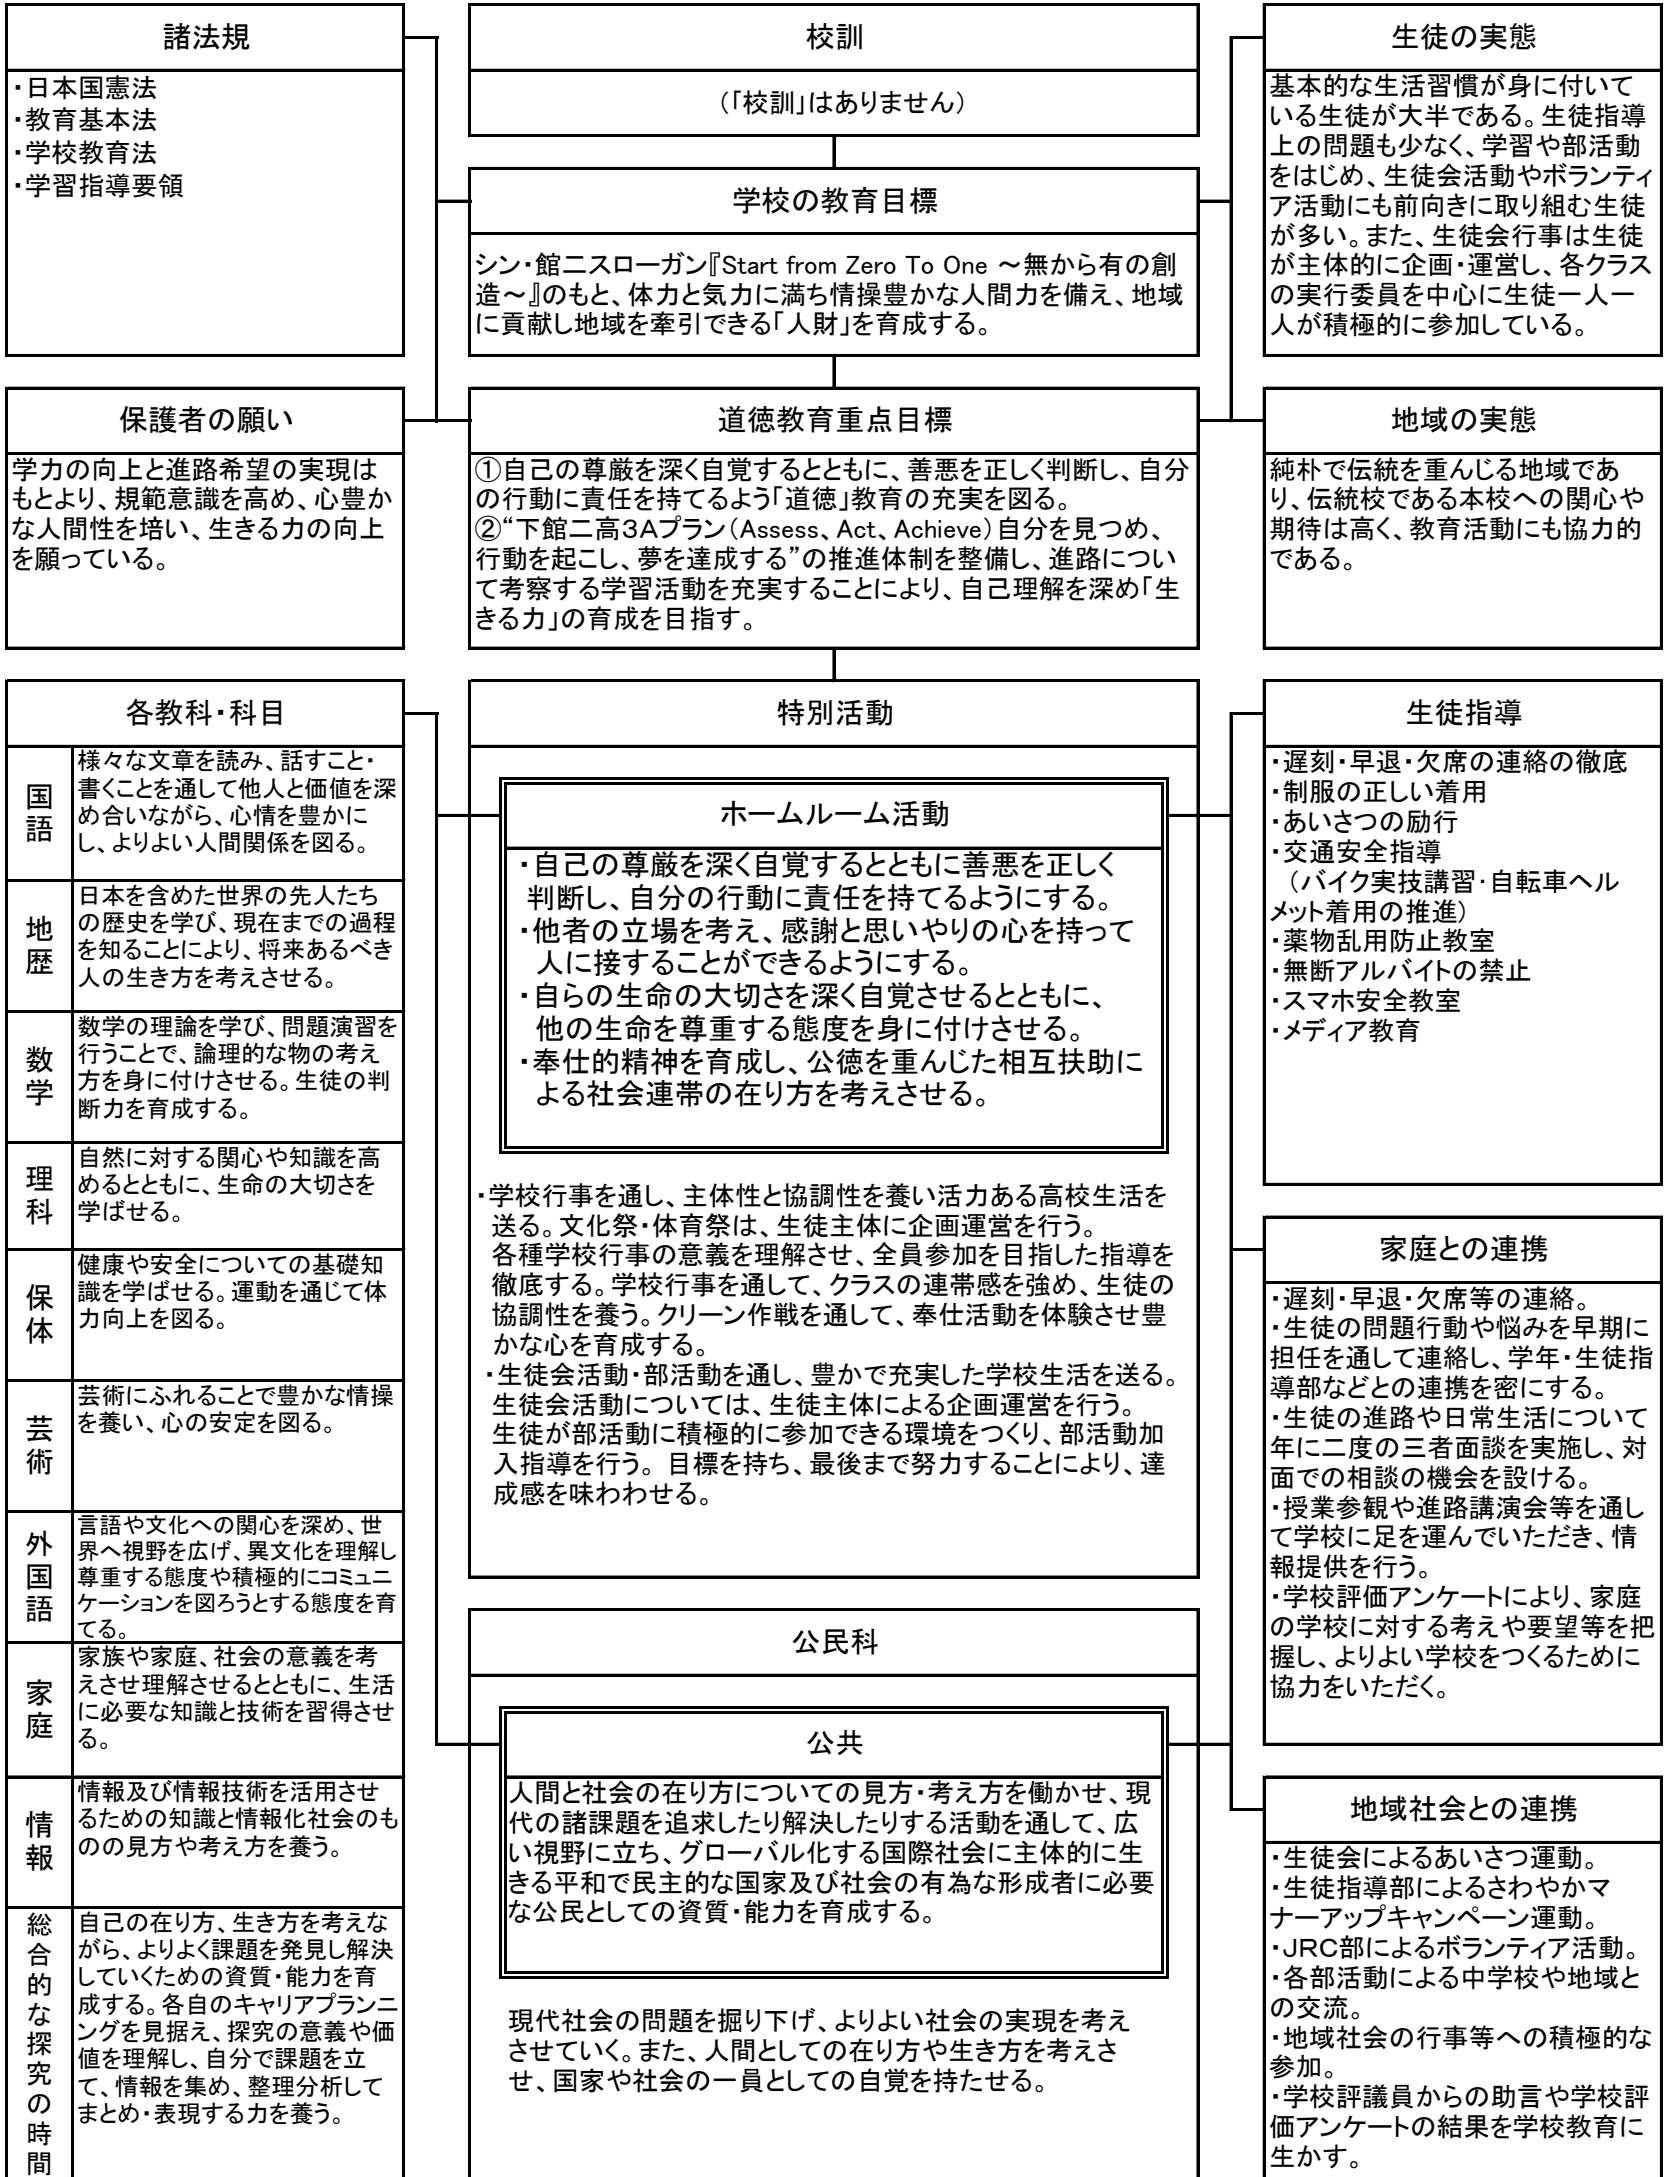 諸法規
・日本国憲法
・教育基本法
・学校教育法
・学習指導要領
校訓
(「校訓」はありません)
学校の教育目標
シン・館ニスローガン『Start from Zero To One ～無から有の創
造～』のもと、体力と気力に満ち情操豊かな人間力を備え、地域
に貢献し地域を牽引できる「人財」を育成する。
生徒の実態
基本的な生活習慣が身に付いて
いる生徒が大半である。生徒指導
上の問題も少なく、学習や部活動
をはじめ、生徒会活動やボランティ
ア活動にも前向きに取り組む生徒
が多い。また、生徒会行事は生徒
が主体的に企画・運営し、各クラス
の実行委員を中心に生徒一人一
人が積極的に参加している。
保護者の願い
学力の向上と進路希望の実現は
もとより、規範意識を高め、心豊か
な人間性を培い、生きる力の向上
を願っている。
道徳教育重点目標
①自己の尊厳を深く自覚するとともに、善悪を正しく判断し、自分
の行動に責任を持てるよう「道徳」教育の充実を図る。
②“下館二高3Aプラン(Assess、Act、Achieve)自分を見つめ、
行動を起こし、夢を達成する”の推進体制を整備し、進路につい
て考察する学習活動を充実することにより、自己理解を深め「生
きる力」の育成を目指す。
地域の実態
純朴で伝統を重んじる地域であ
り、伝統校である本校への関心や
期待は高く、教育活動にも協力的
である。
各教科・科目
国語
様々な文章を読み、話すこと・
書くことを通して他人と価値を深
め合いながら、心情を豊かに
し、よりよい人間関係を図る。
地歴
日本を含めた世界の先人たち
の歴史を学び、現在までの過程
を知ることにより、将来あるべき
人の生き方を考えさせる。
数学
数学の理論を学び、問題演習を
行うことで、論理的な物の考え
方を身に付けさせる。生徒の判
断力を育成する。
理科
自然に対する関心や知識を高
めるとともに、生命の大切さを
学ばせる。
保体
健康や安全についての基礎知
識を学ばせる。運動を通じて体
力向上を図る。
芸術
芸術にふれることで豊かな情操
を養い、心の安定を図る。
外国語
言語や文化への関心を深め、世
界へ視野を広げ、異文化を理解し
尊重する態度や積極的にコミュニ
ケーションを図ろうとする態度を育
てる。
家庭
家族や家庭、社会の意義を考
えさせ理解させるとともに、生活
に必要な知識と技術を習得させ
る。
情報
情報及び情報技術を活用させ
るための知識と情報化社会のも
のの見方や考え方を養う。
総合的な探究の時間
自己の在り方、生き方を考えな
がら、よりよく課題を発見し解決
していくための資質・能力を育
成する。各自のキャリアプランニ
ングを見据え、探究の意義や価
値を理解し、自分で課題を立
て、情報を集め、整理分析して
まとめ・表現する力を養う。
特別活動
ホームルーム活動
・自己の尊厳を深く自覚するとともに善悪を正しく
判断し、自分の行動に責任を持てるようにする。
・他者の立場を考え、感謝と思いやりの心を持って
人に接することができるようにする。
・自らの生命の大切さを深く自覚させるとともに、
他の生命を尊重する態度を身に付けさせる。
・奉仕的精神を育成し、公徳を重んじた相互扶助に
よる社会連帯の在り方を考えさせる。
・学校行事を通し、主体性と協調性を養い活力ある高校生活を
送る。文化祭・体育祭は、生徒主体に企画運営を行う。
各種学校行事の意義を理解させ、全員参加を目指した指導を
徹底する。学校行事を通して、クラスの連帯感を強め、生徒の
協調性を養う。クリーン作戦を通して、奉仕活動を体験させ豊
かな心を育成する。
・生徒会活動・部活動を通し、豊かで充実した学校生活を送る。
生徒会活動については、生徒主体による企画運営を行う。
生徒が部活動に積極的に参加できる環境をつくり、部活動加
入指導を行う。目標を持ち、最後まで努力することにより、達
成感を味わわせる。
公民科
公共
人間と社会の在り方についての見方・考え方を働かせ、現
代の諸課題を追求したり解決したりする活動を通して、広
い視野に立ち、グローバル化する国際社会に主体的に生
きる平和で民主的な国家及び社会の有為な形成者に必要
な公民としての資質・能力を育成する。
現代社会の問題を掘り下げ、よりよい社会の実現を考え
させていく。また、人間としての在り方や生き方を考えさ
せ、国家や社会の一員としての自覚を持たせる。
生徒指導
・遅刻・早退・欠席の連絡の徹底
・制服の正しい着用
・あいさつの励行
・交通安全指導
(バイク実技講習・自転車ヘル
メット着用の推進)
・薬物乱用防止教室
・無断アルバイトの禁止
・スマホ安全教室
・メディア教育
家庭との連携
・遅刻・早退・欠席等の連絡。
・生徒の問題行動や悩みを早期に
担任を通して連絡し、学年・生徒指
導部などとの連携を密にする。
・生徒の進路や日常生活について
年に二度の三者面談を実施し、対
面での相談の機会を設ける。
・授業参観や進路講演会等を通し
て学校に足を運んでいただき、情
報提供を行う。
・学校評価アンケートにより、家庭
の学校に対する考えや要望等を把
握し、よりよい学校をつくるために
協力をいただく。
地域社会との連携
・生徒会によるあいさつ運動。
・生徒指導部によるさわやかマ
ナーアップキャンペーン運動。
・JRC部によるボランティア活動。
・各部活動による中学校や地域と
の交流。
・地域社会の行事等への積極的な
参加。
・学校評議員からの助言や学校評
価アンケートの結果を学校教育に
生かす。